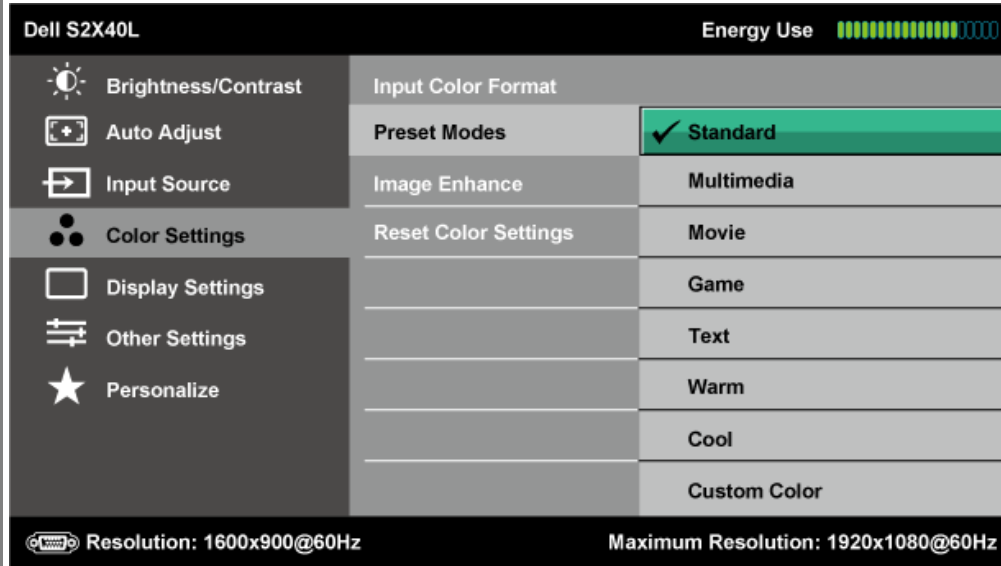 Dell S2X40L Energy Use
Brightness/Contrast Input Color Format
Auto Adjust Preset Modes Standard
Input Source Image Enhance Multimedia
Color Settings Reset Color Settings Movie
Display Settings Game
Other Settings Text
Personalize Warm
Cool
Custom Color
Resolution: 1600x900@60Hz Maximum Resolution: 1920x1080@60Hz